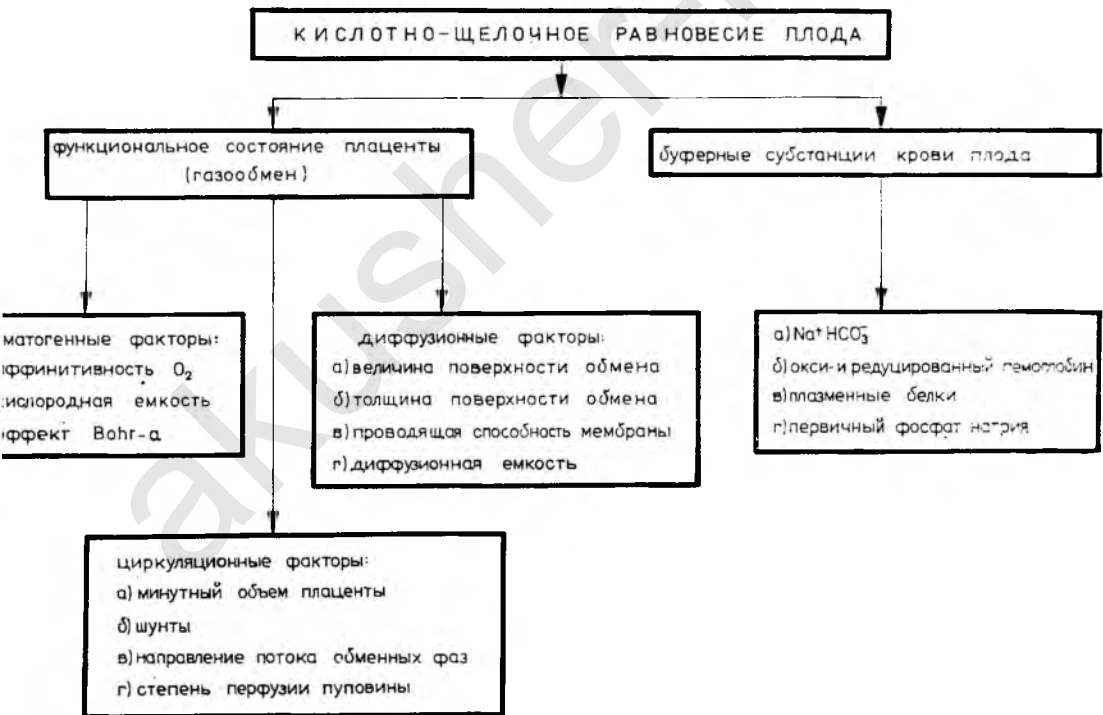 КИСЛОТНО-ЩЕЛОЧНОЕ РАВНОВЕСИЕ ПЛОДА
функциональное состояние плаценты
(газообмен)
буферные субстанции крови плода
матогенные факторы:
ффинитивность O₂
ислородная емкость
ффект Bohr-а
диффузионные факторы:
а) величина поверхности обмена
б) толщина поверхности обмена
в) проводящая способность мембраны
г) диффузионная емкость
а) Na⁺HCO₃⁻
б) окси- и редуцированный гемоглобин
в) плазменные белки
г) первичный фосфат натрия
циркуляционные факторы:
а) минутный объем плаценты
б) шунты
в) направление потока обменных фаз
г) степень перфузии пуповины
akusher-